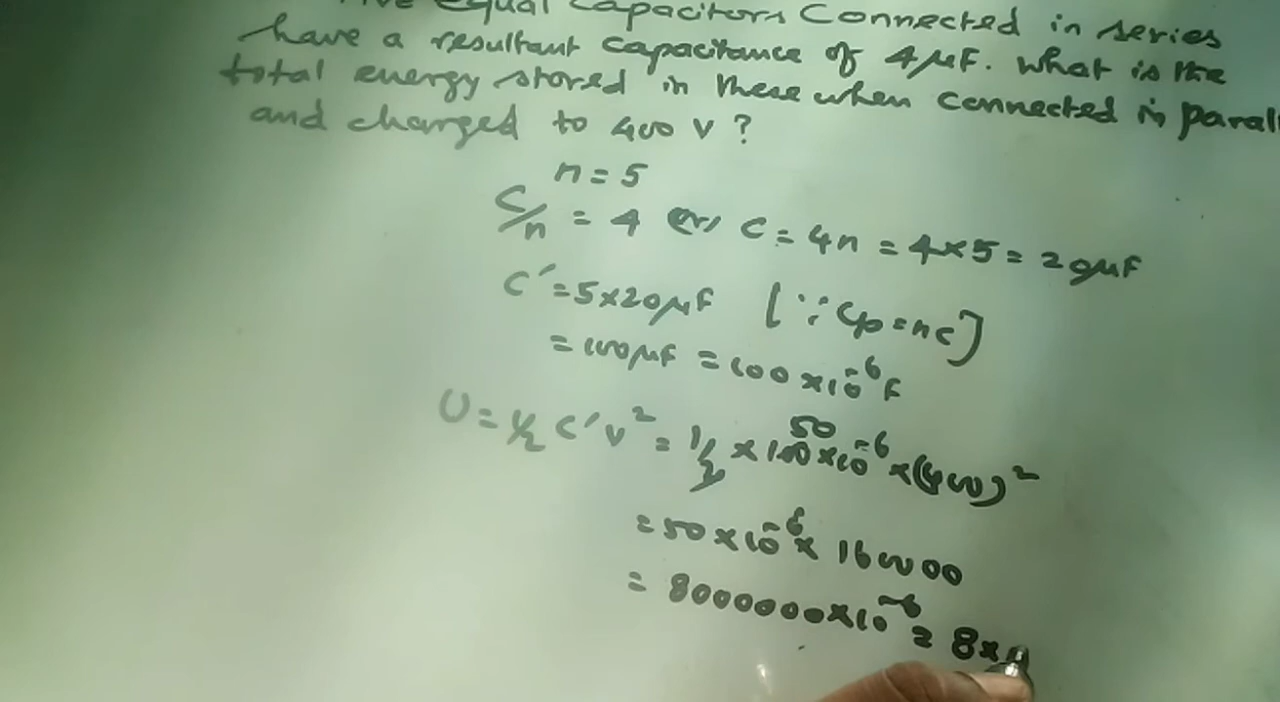 Equal Capacitors Connected in series
have a resultant capacitance of 4μF. What is the
total energy stored in these when connected in parall
and charged to 400 V ?
n = 5
C/n = 4 (or) C = 4n = 4×5 = 20μF
C′ = 5×20μF [∵ Cp = nc]
= 100μF = 100 × 10⁻⁶ F
U = ½ C′ V² = 1/2 × 100 × 10⁻⁶ × (400)²
50
= 50 × 10⁻⁶ × 160000
= 8000000 × 10⁻⁶ = 8×